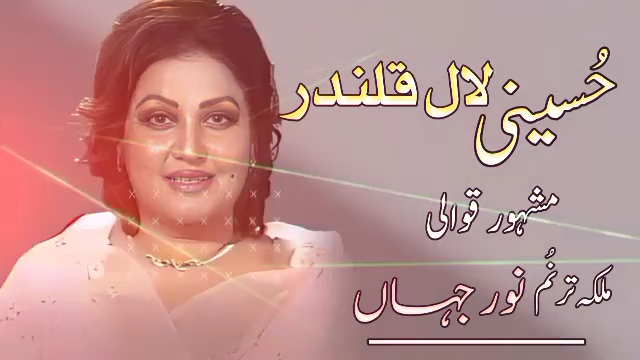 حُسینی لال قلندر
مشہور قوالی
ملکہ ترنُم نور جہاں